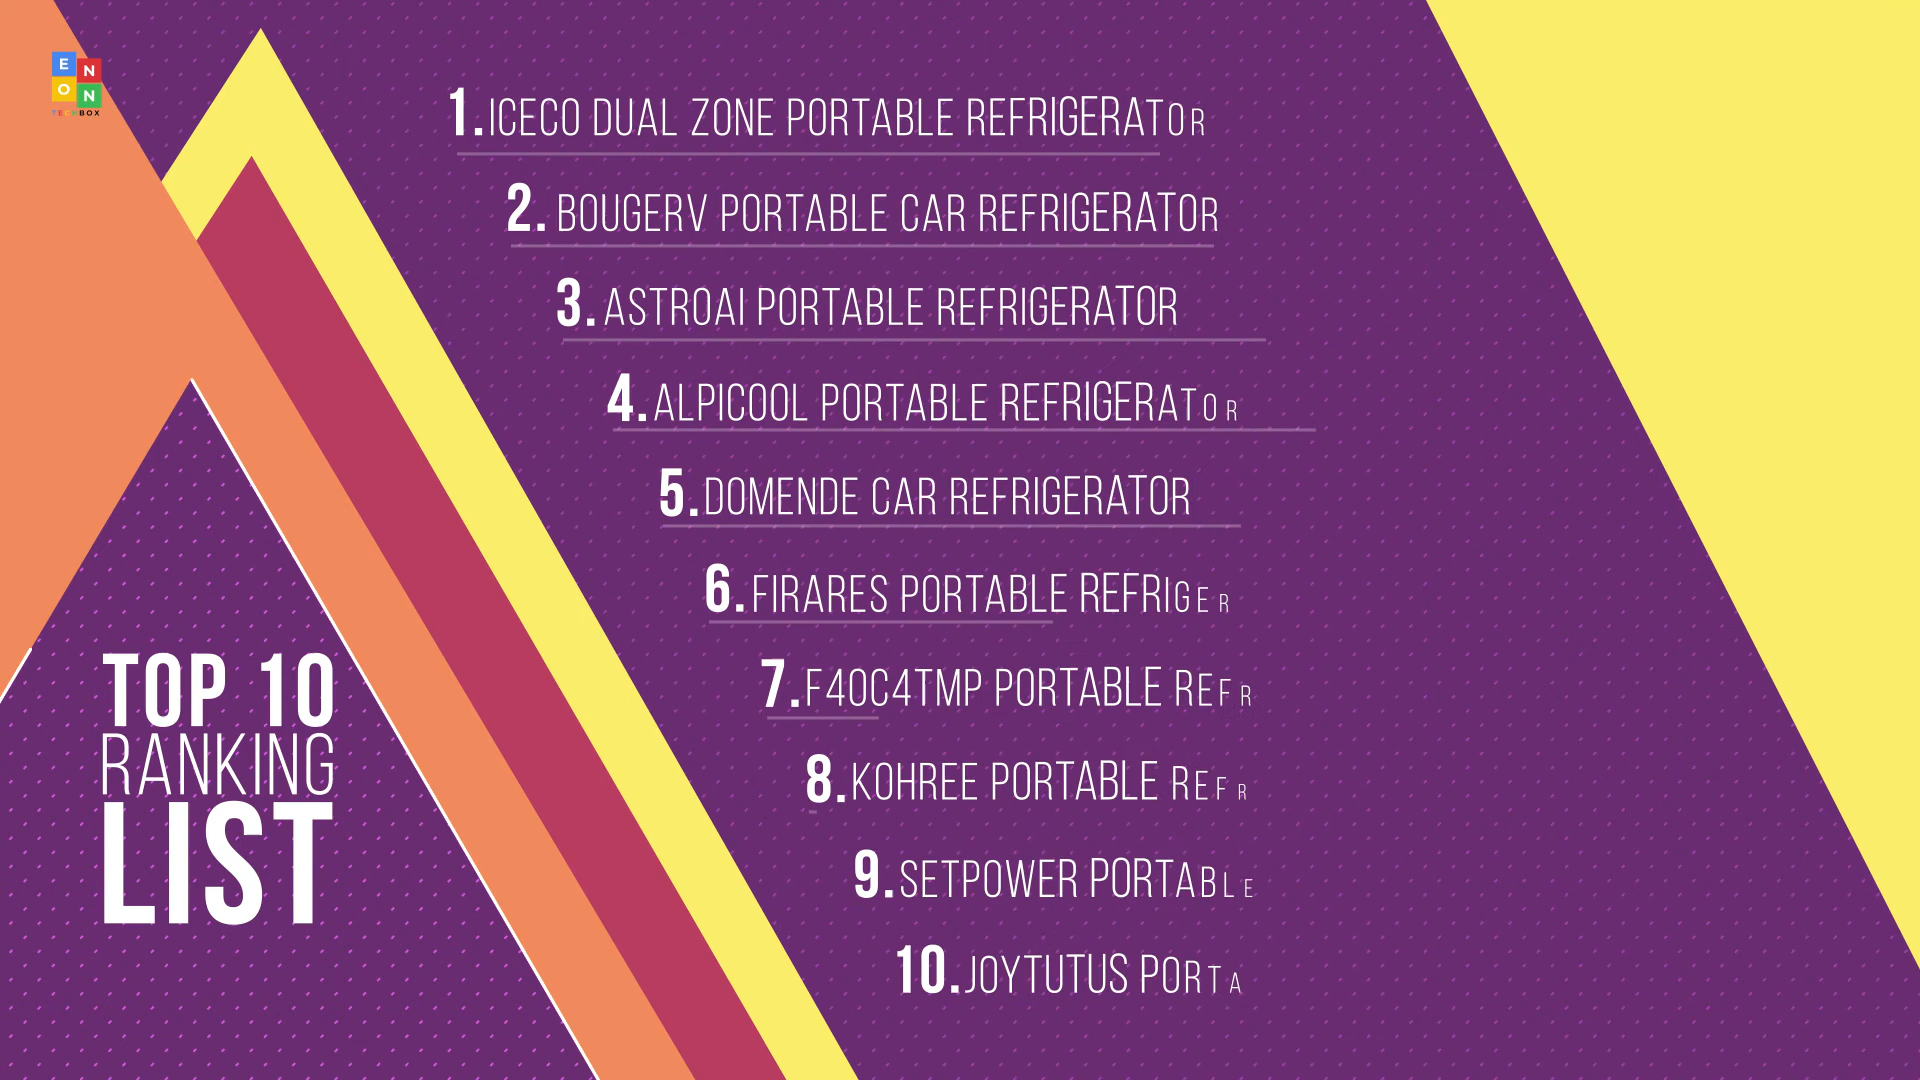 E N
O N
TECHBOX
1. ICECO DUAL ZONE PORTABLE REFRIGERATOR
2. BOUGERV PORTABLE CAR REFRIGERATOR
3. ASTROAI PORTABLE REFRIGERATOR
4. ALPICOOL PORTABLE REFRIGERATOR
5. DOMENDE CAR REFRIGERATOR
6. FIRARES PORTABLE REFRIGER
7. F40C4TMP PORTABLE REFR
8. KOHREE PORTABLE REFR
9. SETPOWER PORTABLE
10. JOYTUTUS PORTA
TOP 10
RANKING
LIST